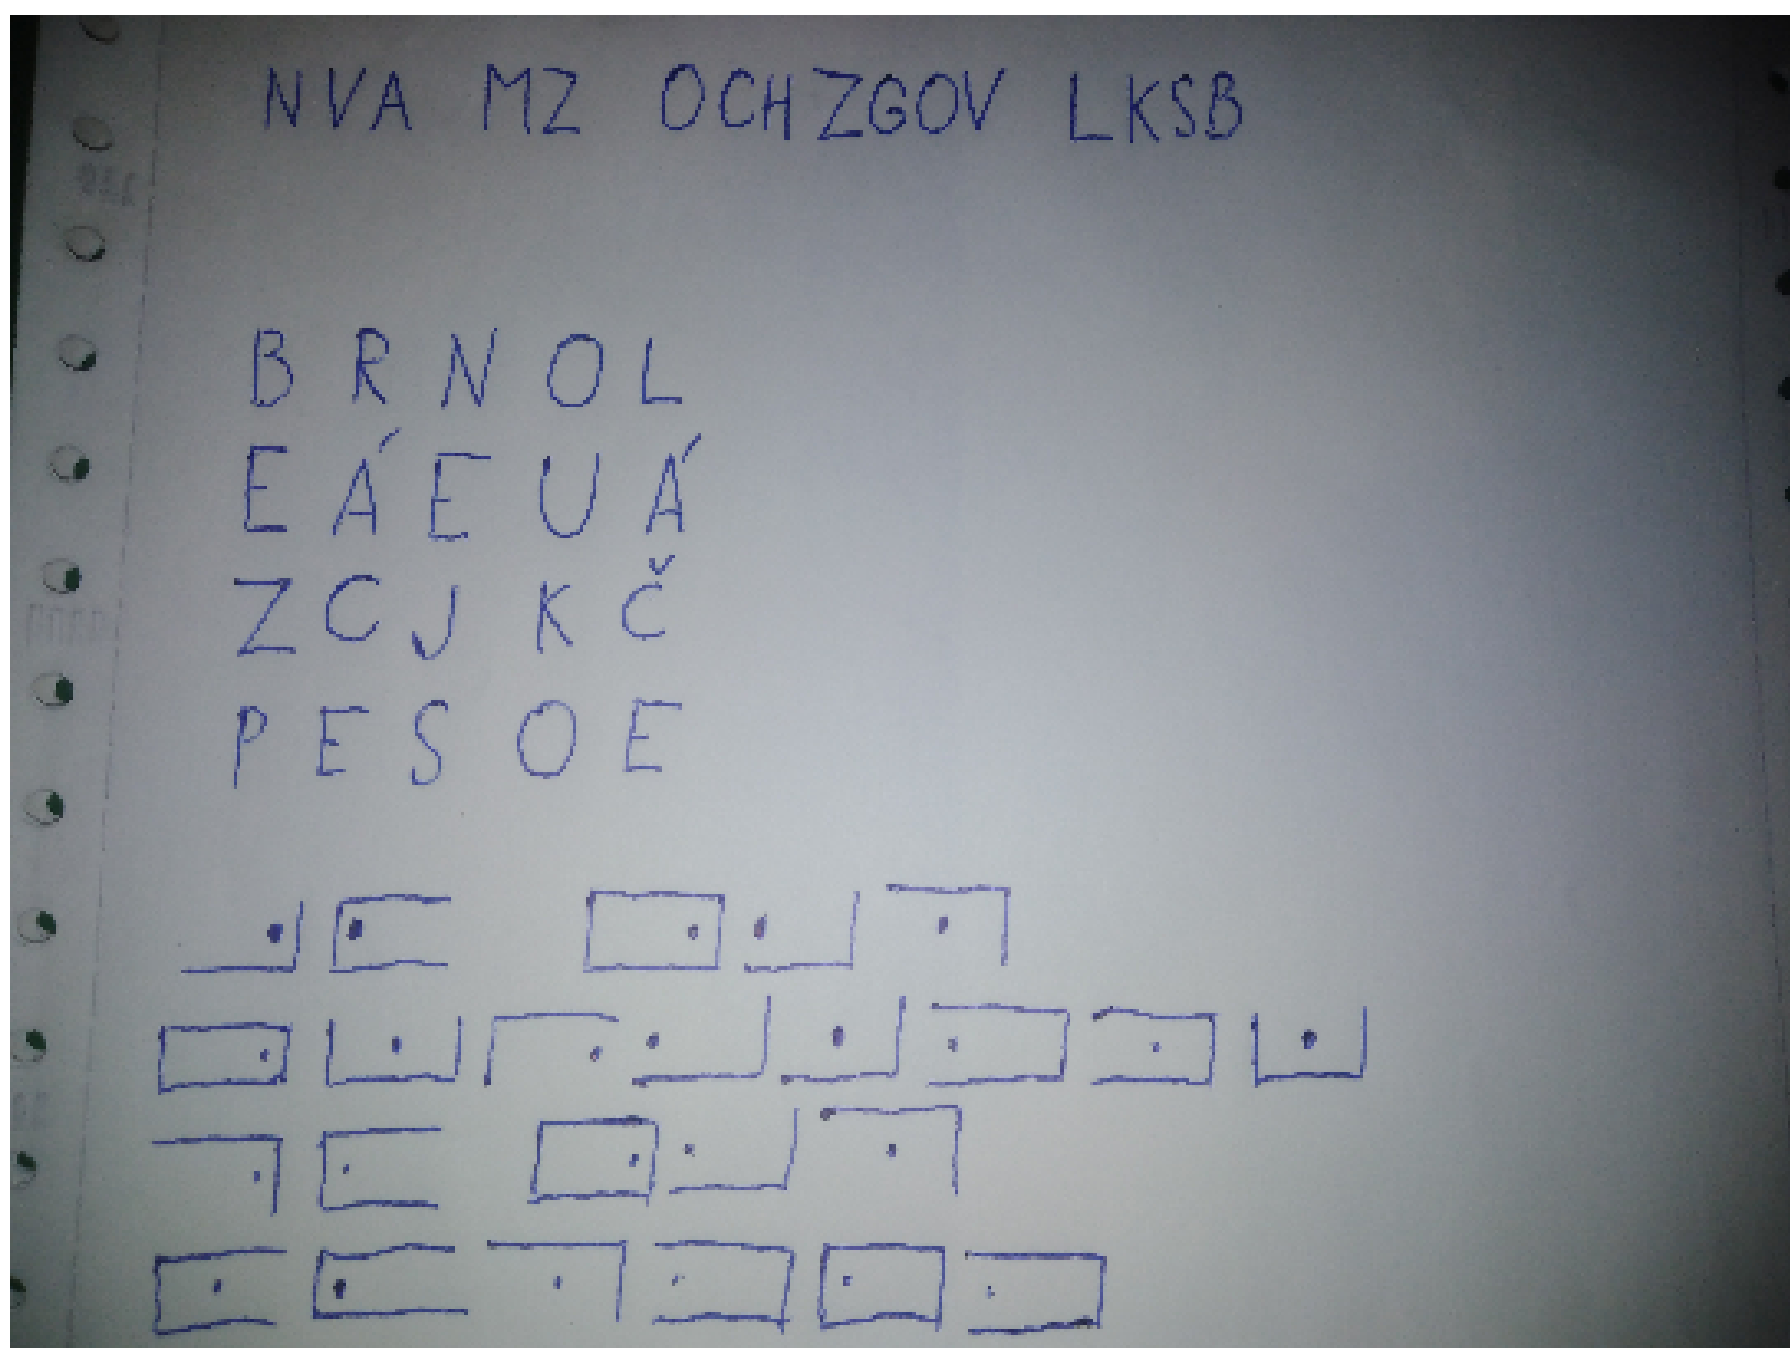 NVA MZ OCHZGOV LKSB
B R N O L
E Á E U Á
Z C J K Č
P E S O E